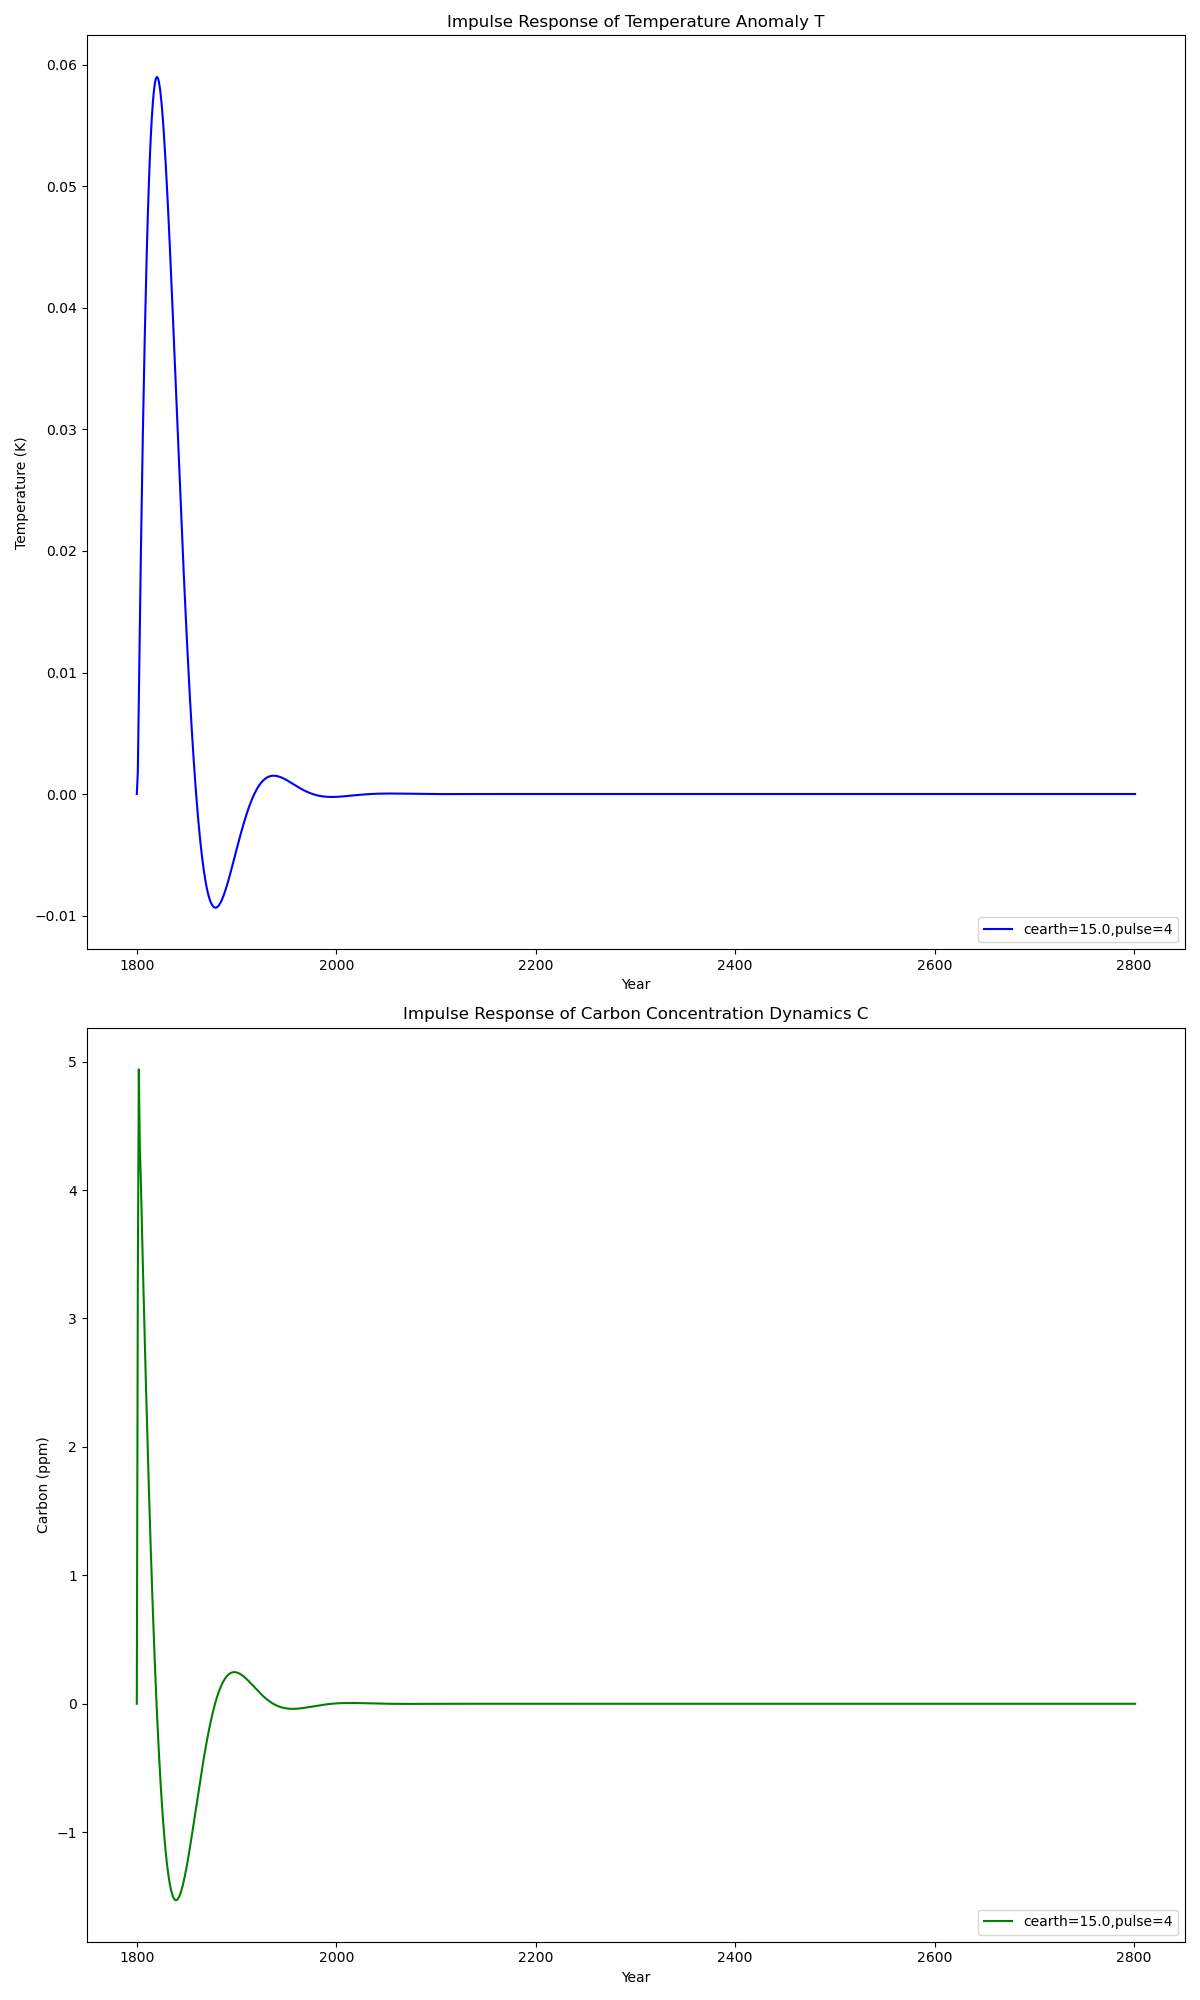 Impulse Response of Temperature Anomaly T
0.06
0.05
0.04
0.03
0.02
0.01
0.00
−0.01
Temperature (K)
cearth=15.0,pulse=4
1800 2000 2200 2400 2600 2800
Year
Impulse Response of Carbon Concentration Dynamics C
5
4
3
2
1
0
−1
Carbon (ppm)
cearth=15.0,pulse=4
1800 2000 2200 2400 2600 2800
Year